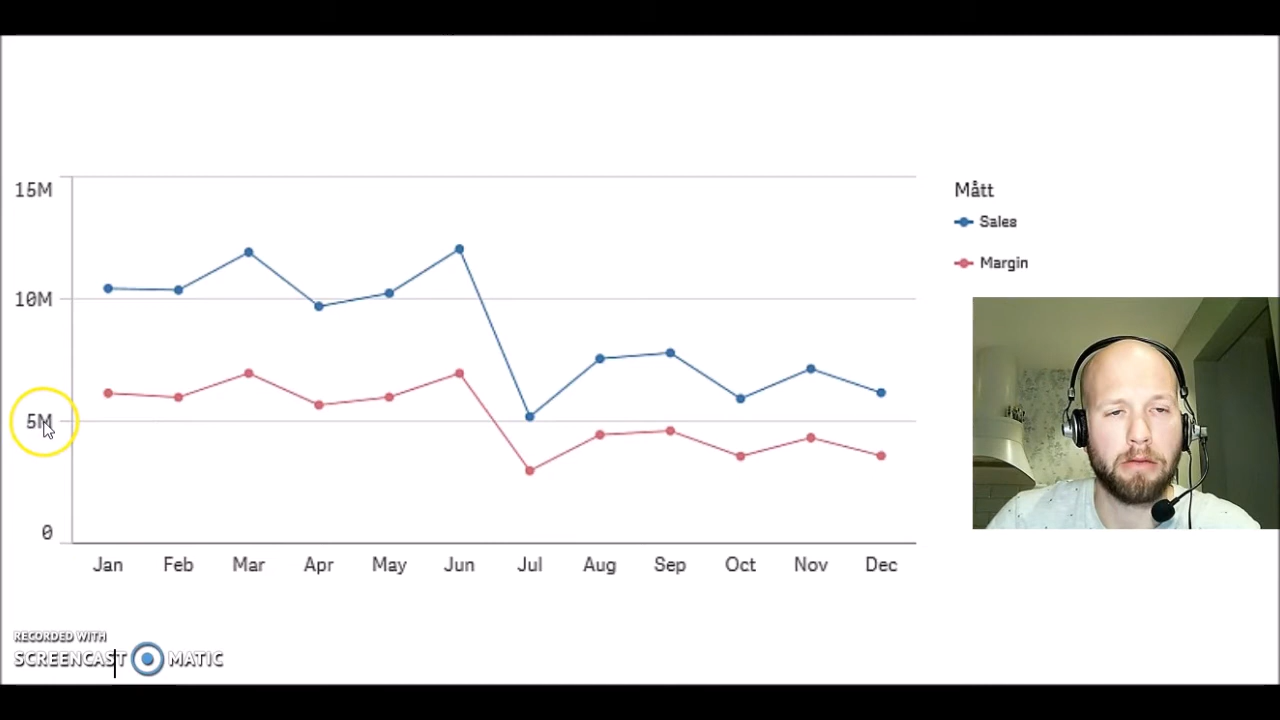 15M
10M
5M
0
Jan Feb Mar Apr May Jun Jul Aug Sep Oct Nov Dec
Mått
Sales
Margin
RECORDED WITH
SCREENCAST MATIC